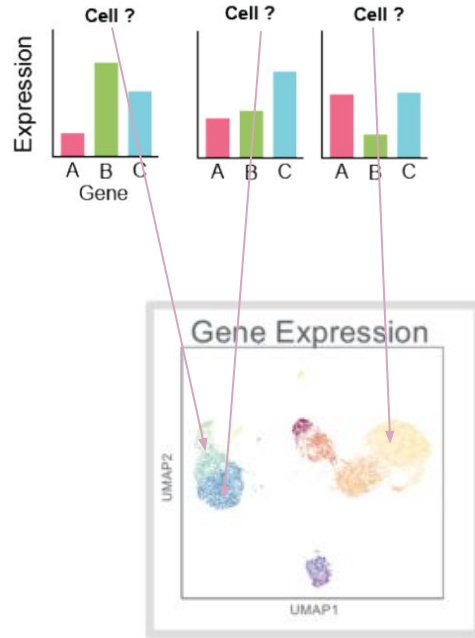 Cell ?
Cell ?
Cell ?
Expression
A B C
A B C
A B C
Gene
Gene Expression
UMAP2
UMAP1